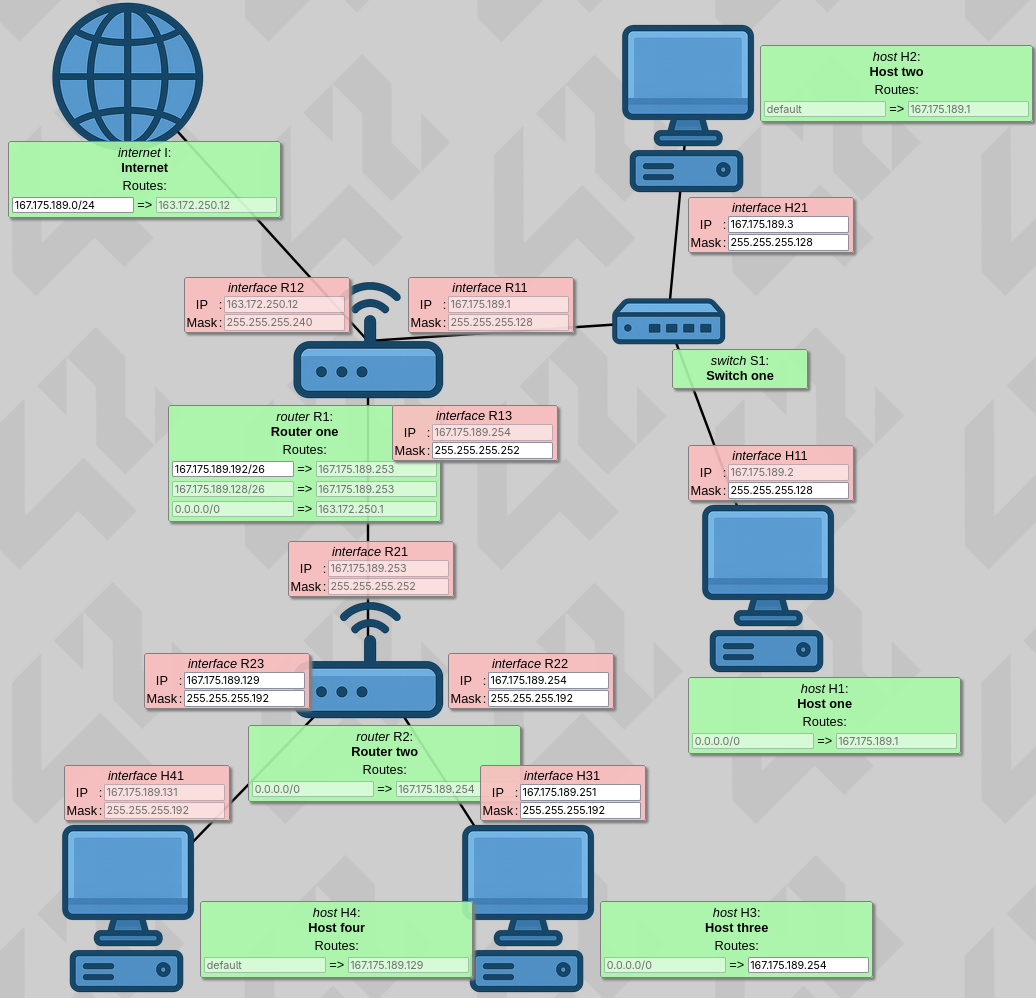 host H2:
Host two
Routes:
default => 167.175.189.1
internet I:
Internet
Routes:
167.175.189.0/24 => 163.172.250.12
interface H21
IP : 167.175.189.3
Mask : 255.255.255.128
interface R12
IP : 163.172.250.12
Mask : 255.255.255.240
interface R11
IP : 167.175.189.1
Mask : 255.255.255.128
switch S1:
Switch one
router R1:
Router one
Routes:
167.175.189.192/26 => 167.175.189.253
167.175.189.128/26 => 167.175.189.253
0.0.0.0/0 => 163.172.250.1
interface R13
IP : 167.175.189.254
Mask : 255.255.255.252
interface H11
IP : 167.175.189.2
Mask : 255.255.255.128
interface R21
IP : 167.175.189.253
Mask : 255.255.255.252
interface R23
IP : 167.175.189.129
Mask : 255.255.255.192
interface R22
IP : 167.175.189.254
Mask : 255.255.255.192
host H1:
Host one
Routes:
0.0.0.0/0 => 167.175.189.1
router R2:
Router two
Routes:
0.0.0.0/0 => 167.175.189.254
interface H41
IP : 167.175.189.131
Mask : 255.255.255.192
interface H31
IP : 167.175.189.251
Mask : 255.255.255.192
host H4:
Host four
Routes:
default => 167.175.189.129
host H3:
Host three
Routes:
0.0.0.0/0 => 167.175.189.254